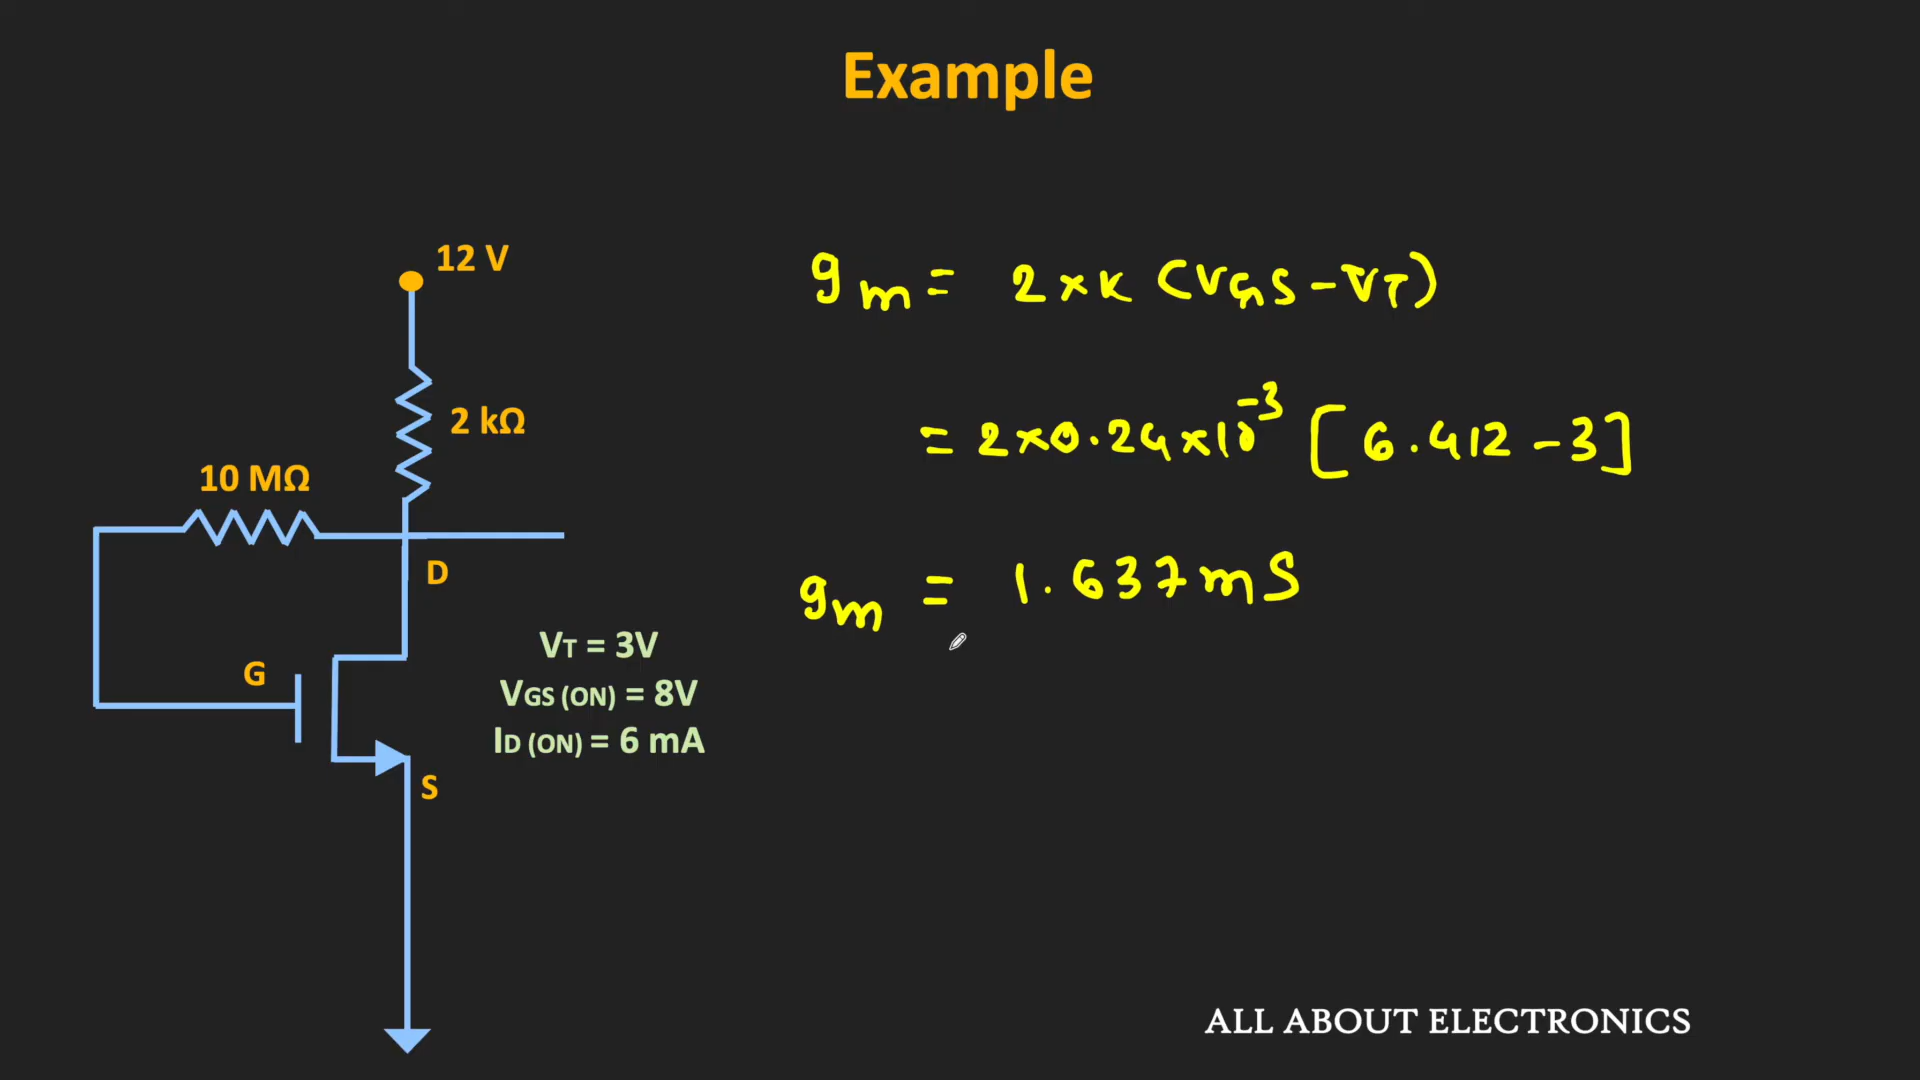 Example
12 V
2 kΩ
10 MΩ
D
G
S
VT = 3V
VGS (ON) = 8V
ID (ON) = 6 mA
gm = 2 × K (VGS - VT)
= 2 × 0.24 × 10^-3 [6.412 - 3]
gm = 1.637 mS
ALL ABOUT ELECTRONICS